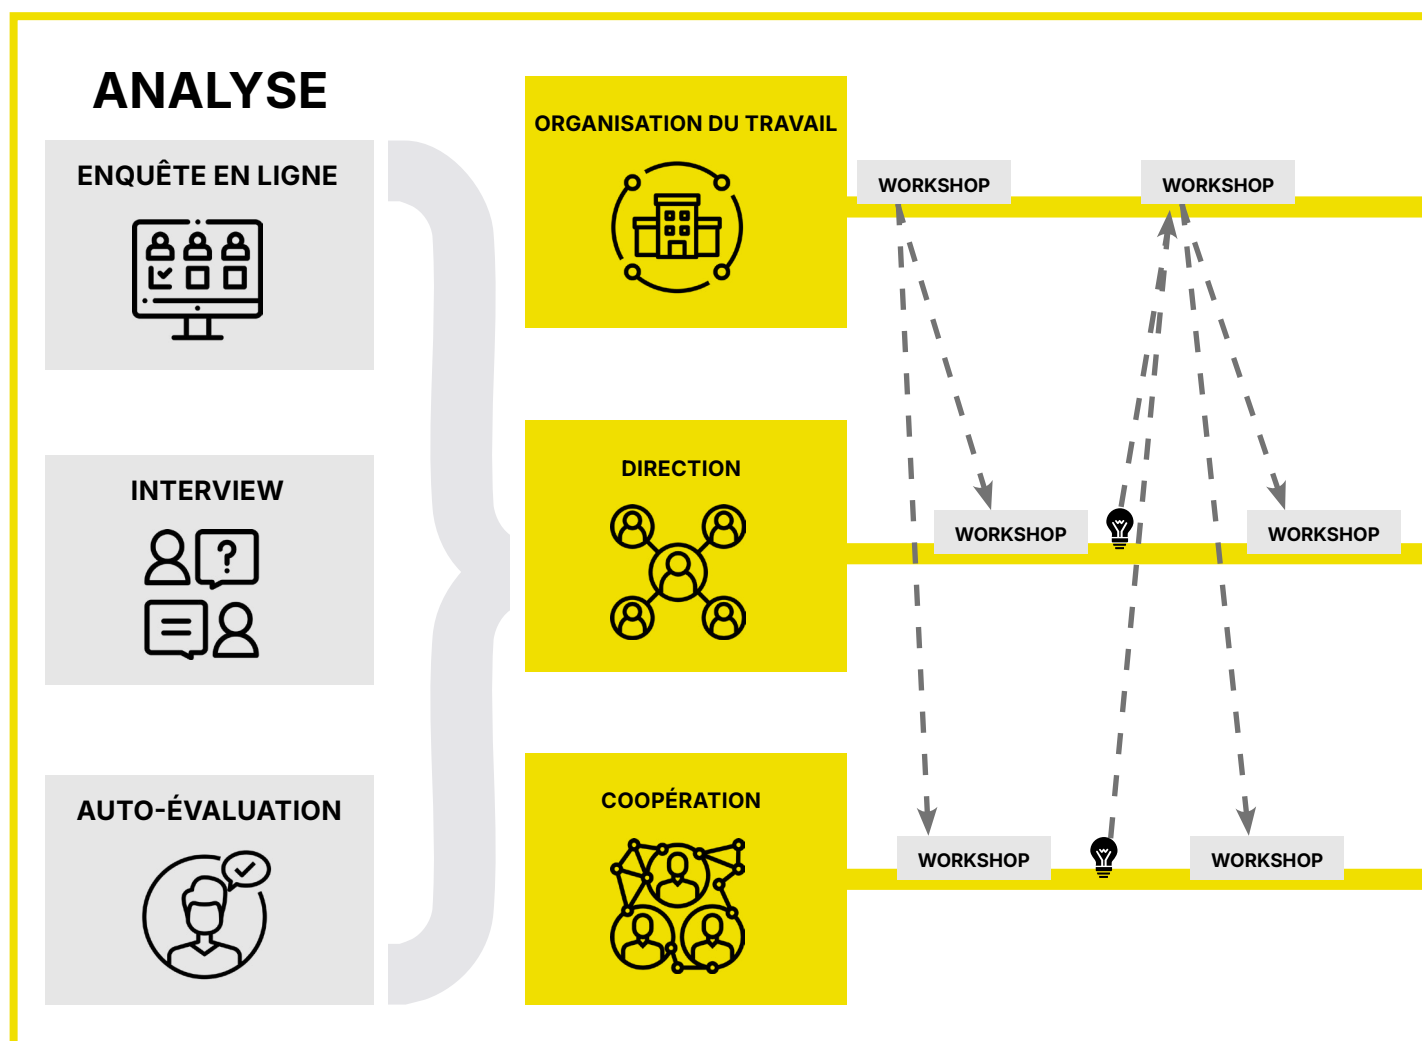 ANALYSE
ENQUÊTE EN LIGNE
INTERVIEW
?
AUTO-ÉVALUATION
ORGANISATION DU TRAVAIL
WORKSHOP
WORKSHOP
DIRECTION
WORKSHOP
WORKSHOP
COOPÉRATION
WORKSHOP
WORKSHOP